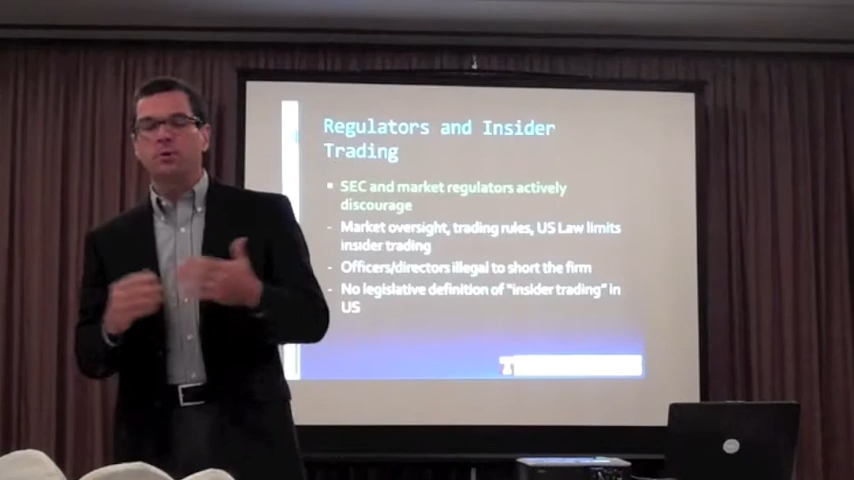 Regulators and Insider
Trading
SEC and market regulators actively
discourage
- Market oversight, trading rules, US Law limits
insider trading
- Officers/directors illegal to short the firm
- No legislative definition of "insider trading" in
US